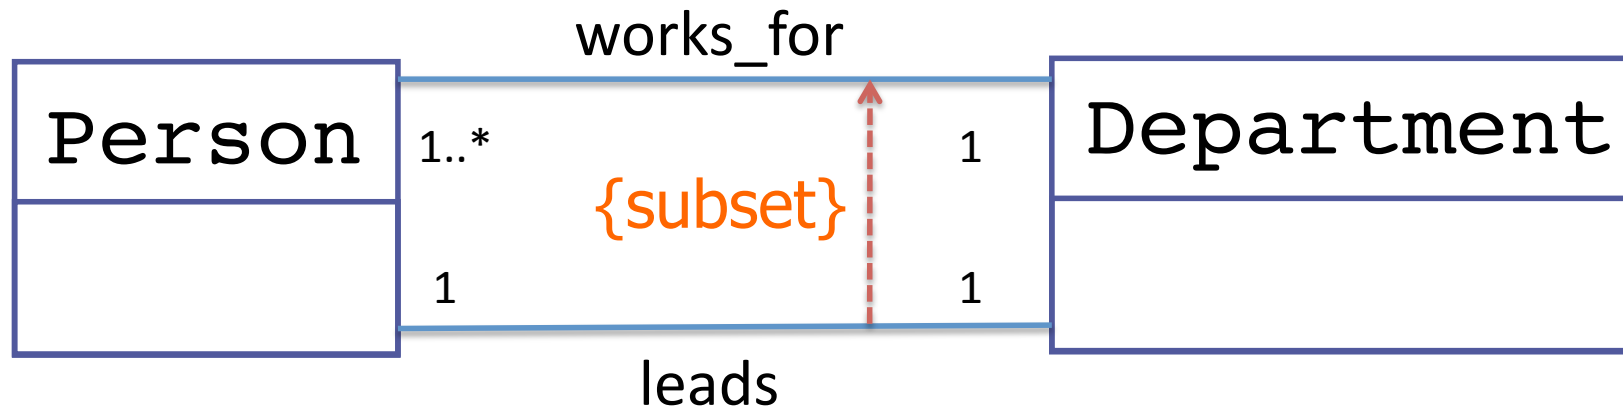 works_for
Person
1..*
1
Department
{subset}
1
1
leads